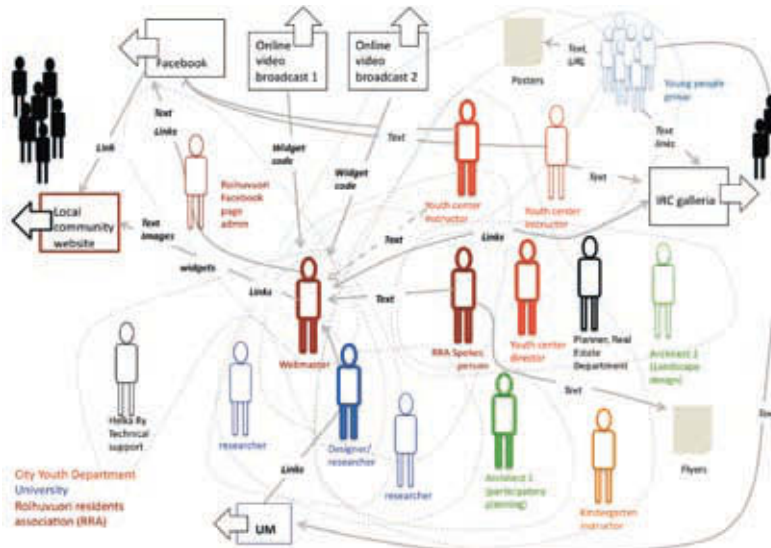 Facebook
Online
video
broadcast 1
Online
video
broadcast 2
Posters
Text,
URL
Young people
group
Text
Links
Link
Text
Widget
code
Widget
code
Text
links
Roihuvuori
Facebook
page
admin
Youth center
instructor
Youth center
instructor
Text
IRC galleria
Local
community
website
Text
Images
Text
Links
widgets
Links
Text
Webmaster
RRA Spokes
person
Youth center
director
Planner, Real
Estate
Department
Architect 2
(Landscape
design)
Helka Ry
Technical
support
researcher
Designer/
researcher
researcher
Text
Architect 1
(participatory
planning)
Flyers
Links
Kindergarten
instructor
City Youth Department
University
Roihuvuori residents
association (RRA)
UM